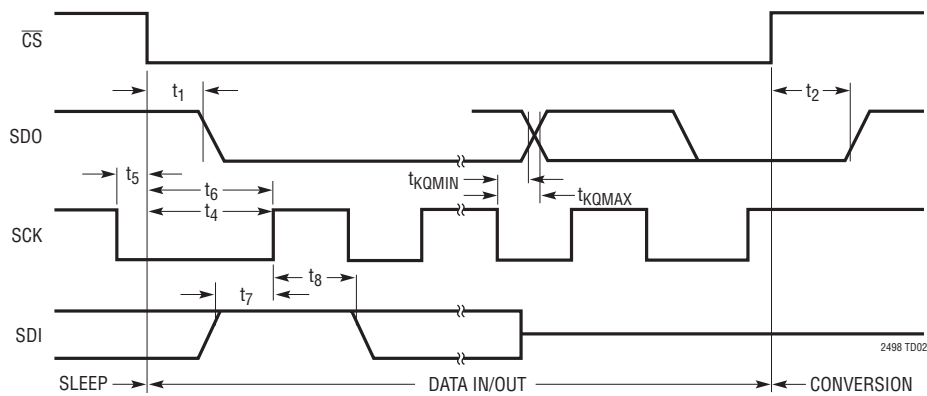 C̅S̅
t1
t2
SDO
t5
t6
tKQMIN
tKQMAX
t4
SCK
t8
t7
SDI
2498 TD02
SLEEP
DATA IN/OUT
CONVERSION